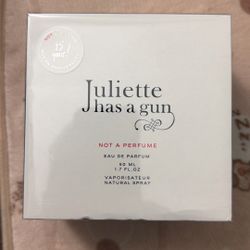 Juliette
has a gun
NOT A PERFUME
EAU DE PARFUM
50 ML
1.7 FL.OZ
VAPORISATEUR
NATURAL SPRAY